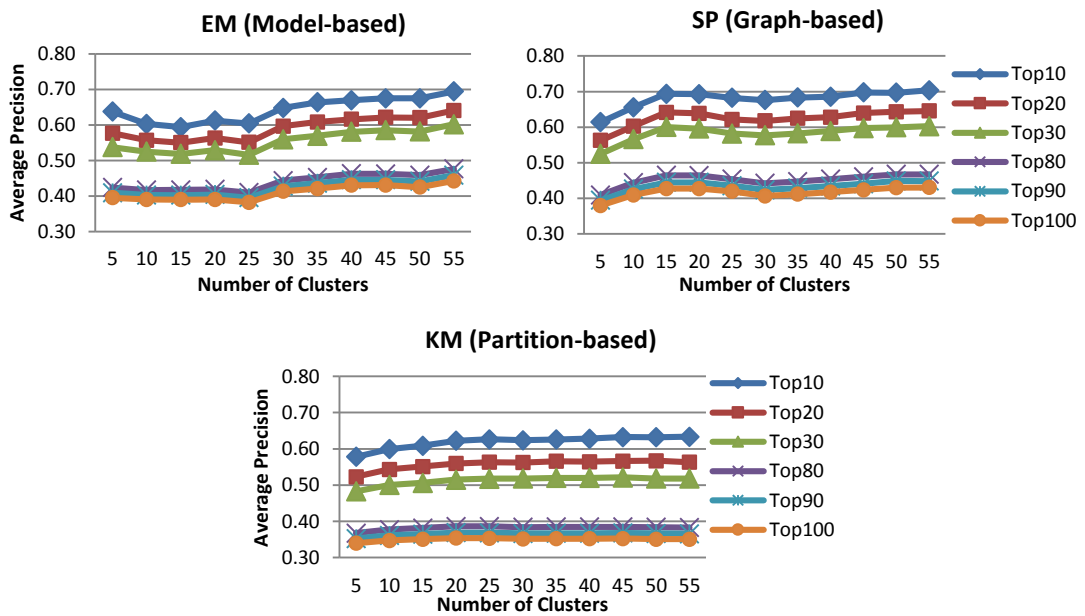 EM (Model-based)
0.80
0.70
0.60
0.50
0.40
0.30
Average Precision
5 10 15 20 25 30 35 40 45 50 55
Number of Clusters
SP (Graph-based)
0.80
0.70
0.60
0.50
0.40
0.30
5 10 15 20 25 30 35 40 45 50 55
Number of Clusters
Top10
Top20
Top30
Top80
Top90
Top100
KM (Partition-based)
0.80
0.70
0.60
0.50
0.40
0.30
Average Precision
5 10 15 20 25 30 35 40 45 50 55
Number of Clusters
Top10
Top20
Top30
Top80
Top90
Top100